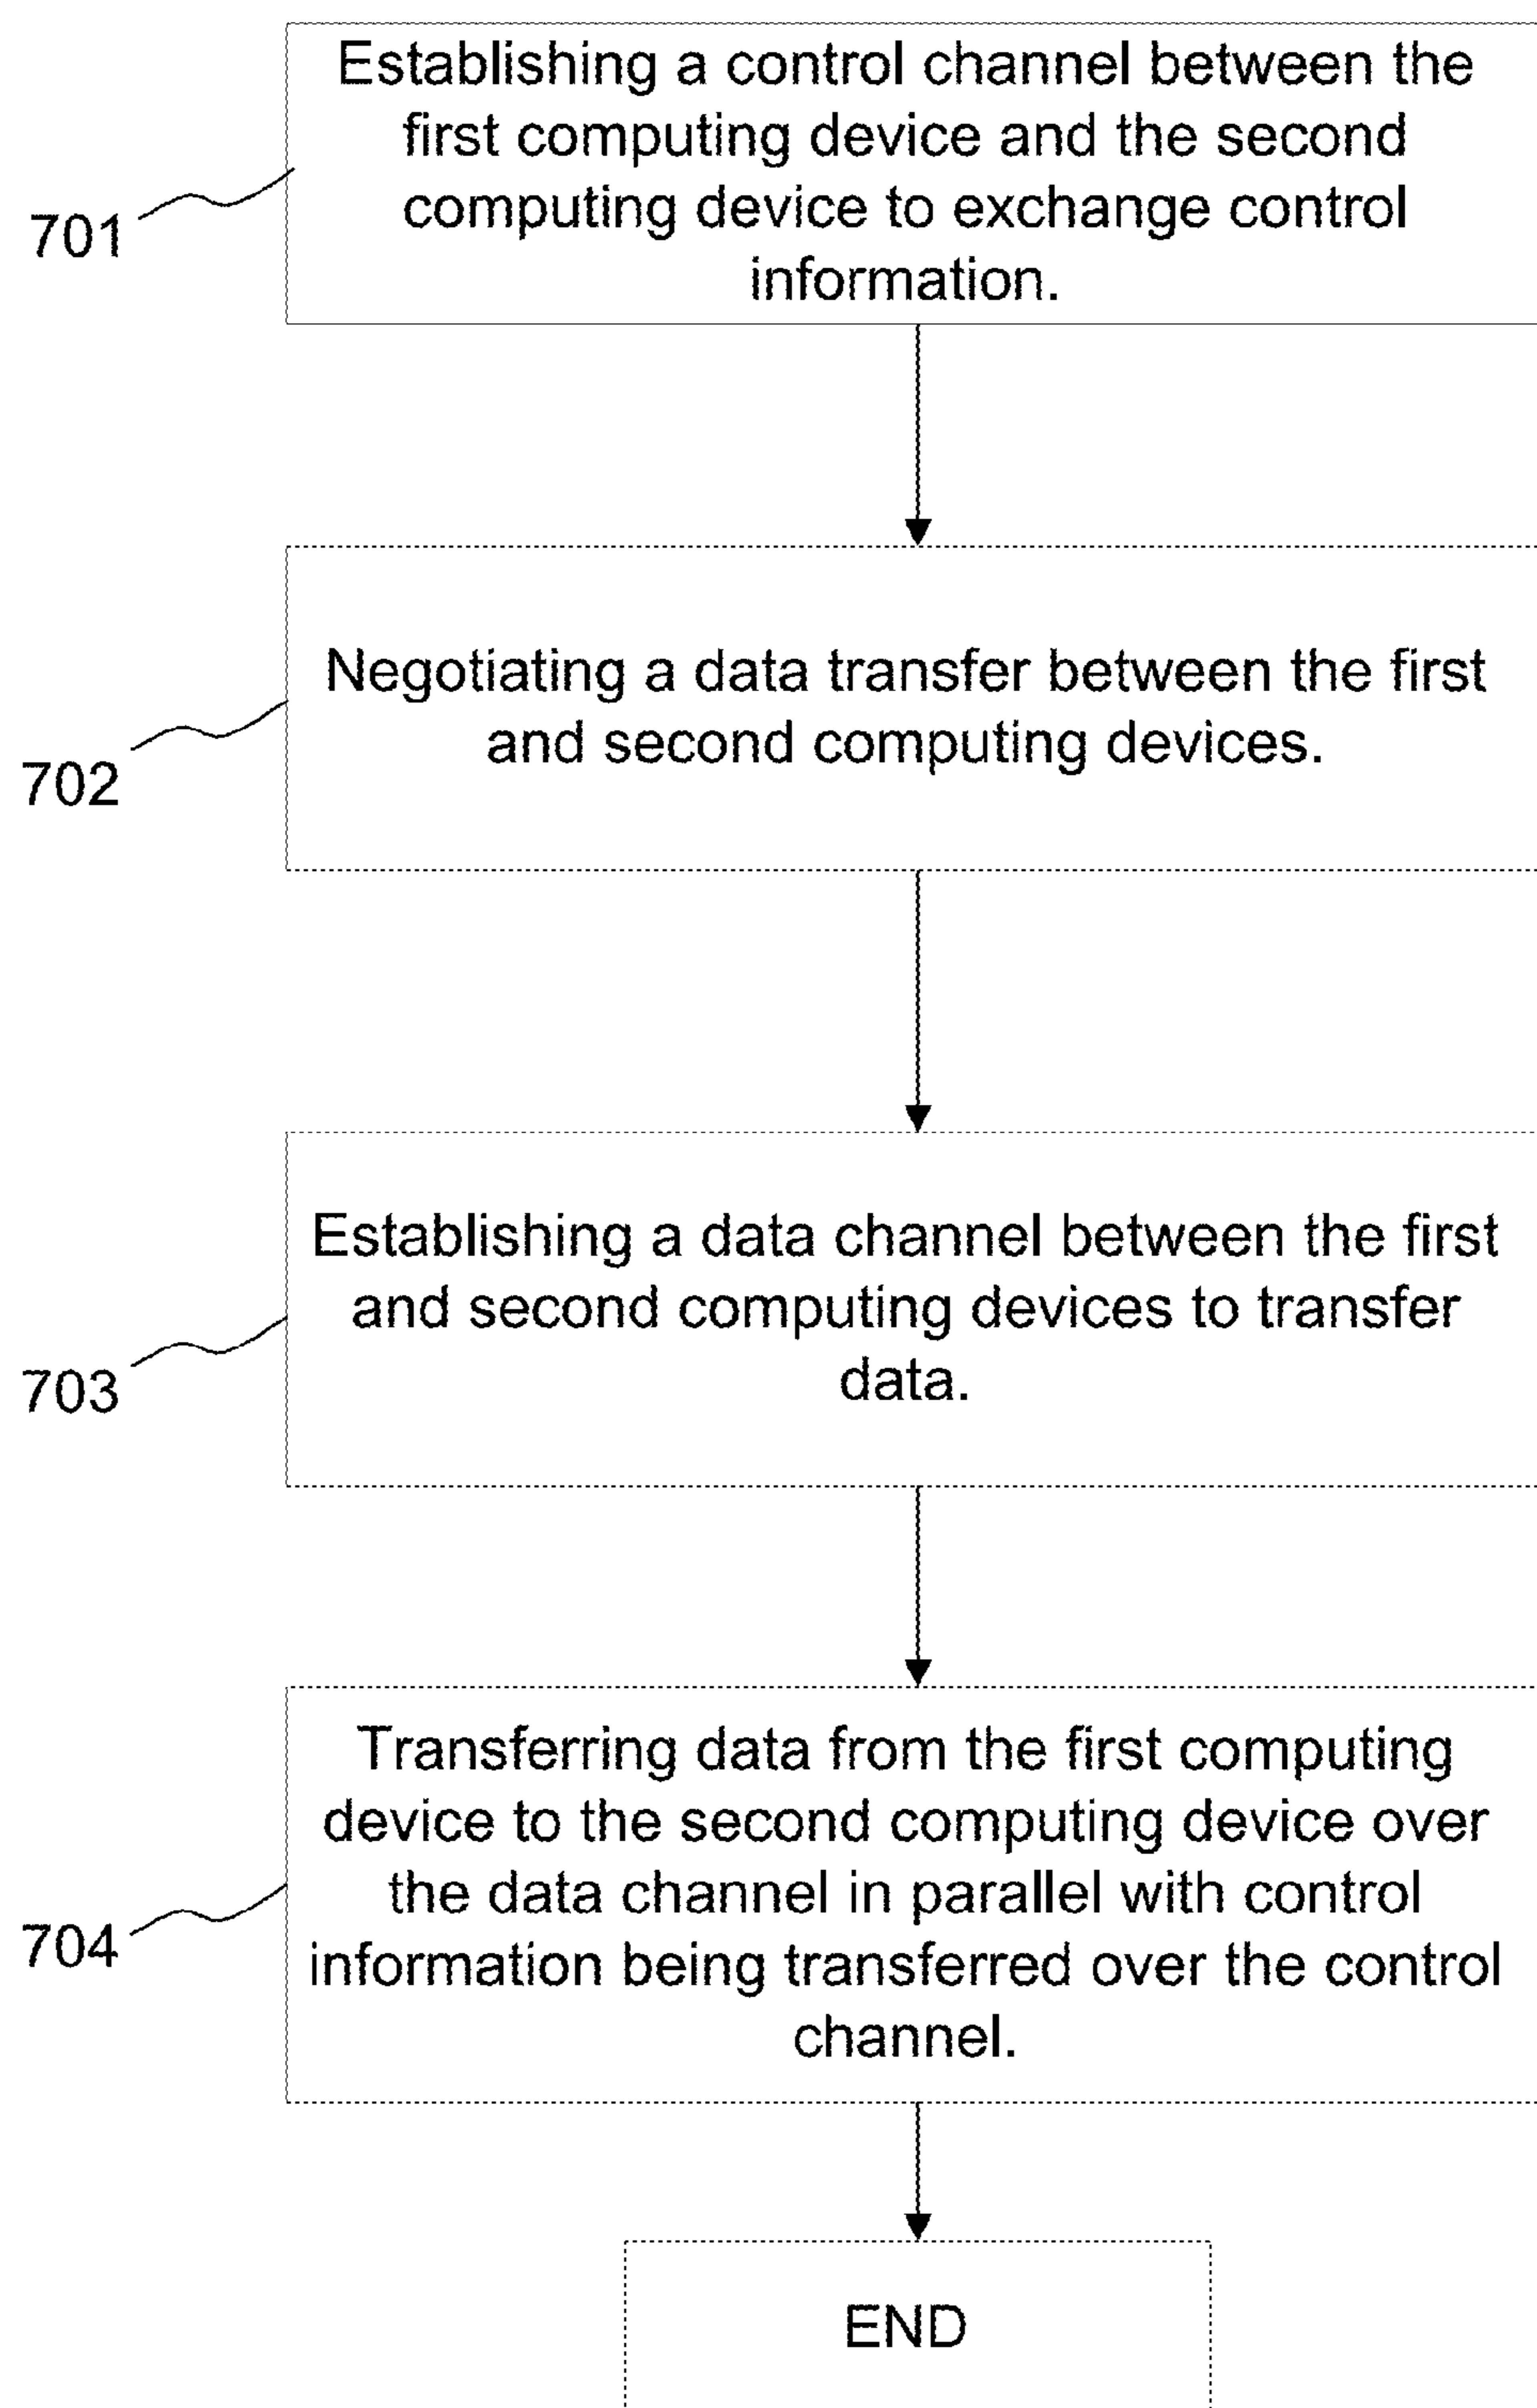 Establishing a control channel between the
first computing device and the second
computing device to exchange control
information.
701
Negotiating a data transfer between the first
and second computing devices.
702
Establishing a data channel between the first
and second computing devices to transfer
data.
703
Transferring data from the first computing
device to the second computing device over
the data channel in parallel with control
information being transferred over the control
channel.
704
END